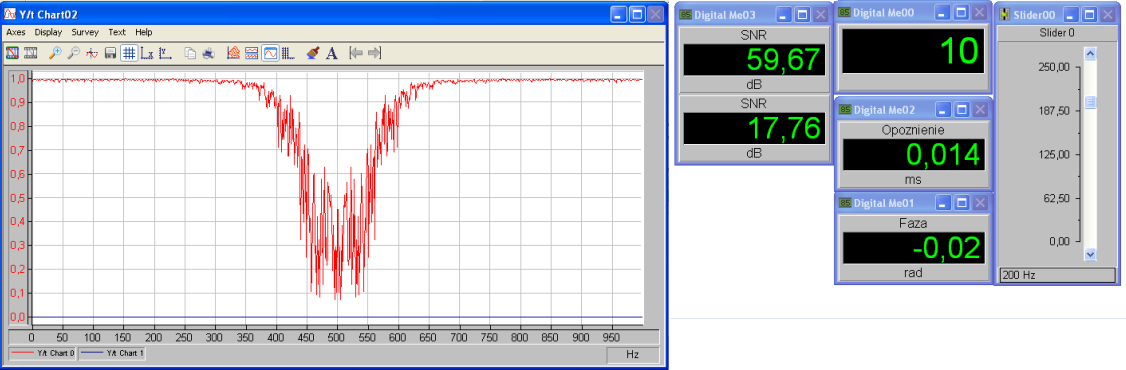 Y/t Chart02
Axes Display Survey Text Help
1,0
0,9
0,8
0,7
0,6
0,5
0,4
0,3
0,2
0,1
0,0
0 50 100 150 200 250 300 350 400 450 500 550 600 650 700 750 800 850 900 950
Y/t Chart 0 Y/t Chart 1 Hz
Digital Me03
SNR
59,67
dB
SNR
17,76
dB
Digital Me00
10
Digital Me02
Opoznienie
0,014
ms
Digital Me01
Faza
-0,02
rad
Slider00
Slider 0
250,00
187,50
125,00
62,50
0,00
200 Hz